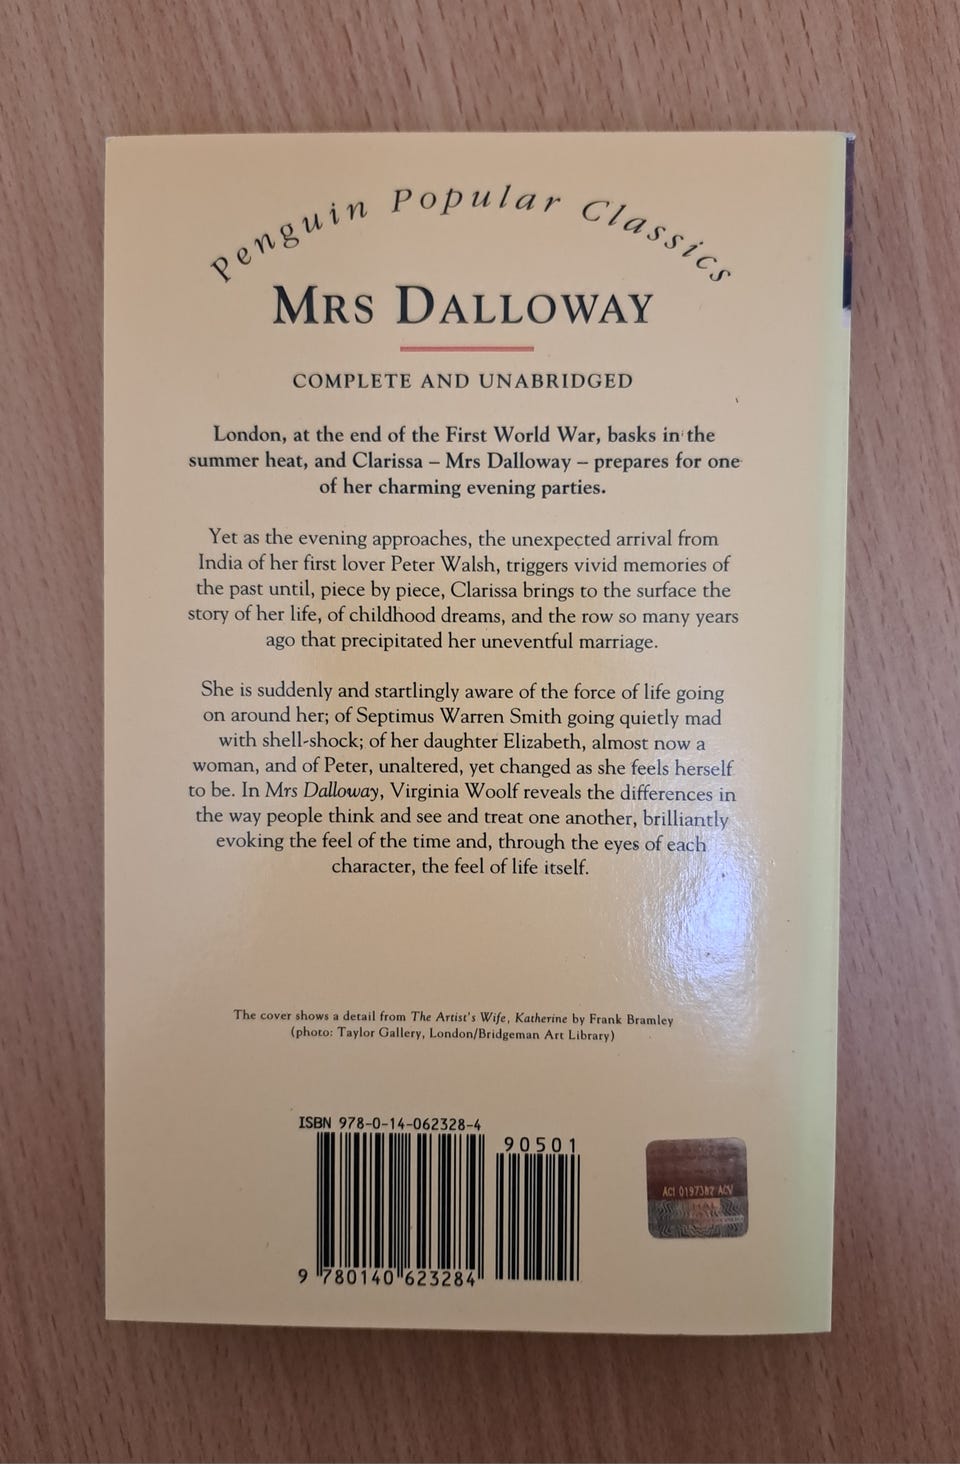 Penguin Popular Classics
MRS DALLOWAY
COMPLETE AND UNABRIDGED
London, at the end of the First World War, basks in the
summer heat, and Clarissa – Mrs Dalloway – prepares for one
of her charming evening parties.
Yet as the evening approaches, the unexpected arrival from
India of her first lover Peter Walsh, triggers vivid memories of
the past until, piece by piece, Clarissa brings to the surface the
story of her life, of childhood dreams, and the row so many years
ago that precipitated her uneventful marriage.
She is suddenly and startlingly aware of the force of life going
on around her; of Septimus Warren Smith going quietly mad
with shell-shock; of her daughter Elizabeth, almost now a
woman, and of Peter, unaltered, yet changed as she feels herself
to be. In Mrs Dalloway, Virginia Woolf reveals the differences in
the way people think and see and treat one another, brilliantly
evoking the feel of the time and, through the eyes of each
character, the feel of life itself.
The cover shows a detail from The Artist's Wife, Katherine by Frank Bramley
(photo: Taylor Gallery, London/Bridgeman Art Library)
ISBN 978-0-14-062328-4
90501
9 780140 623284
ACI ACV